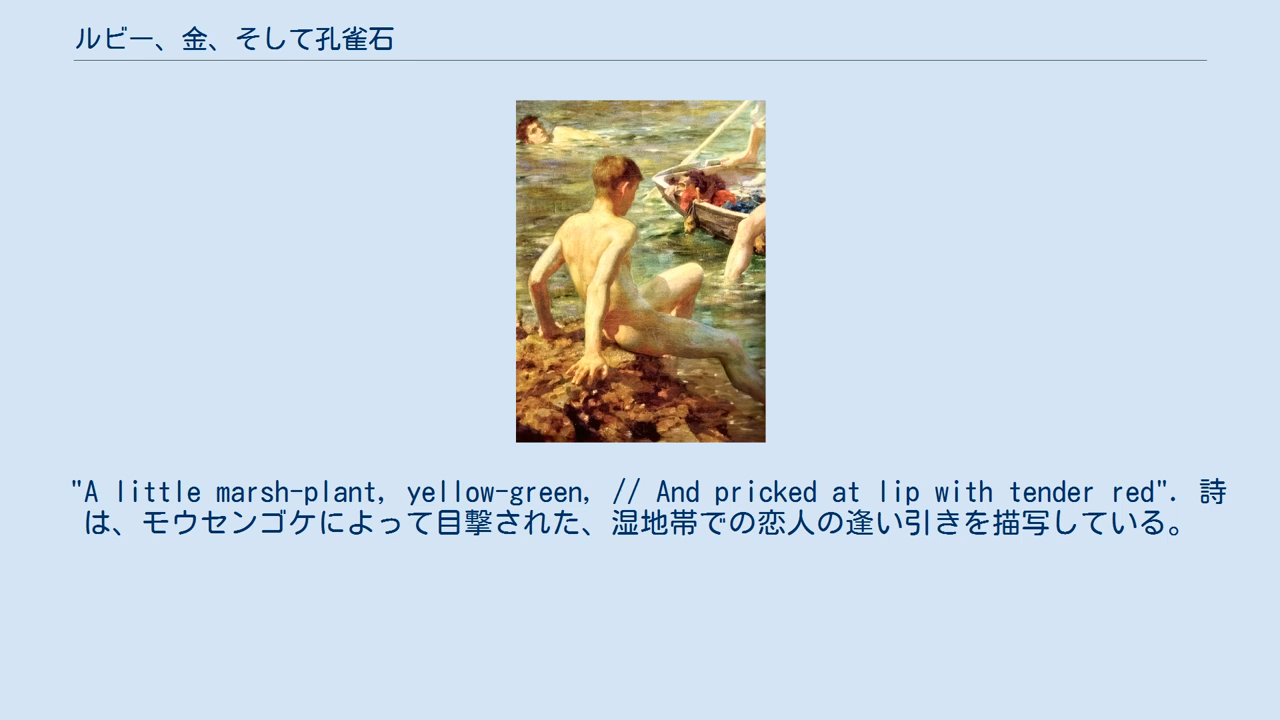 ルビー、金、そして孔雀石
"A little marsh-plant, yellow-green, // And pricked at lip with tender red". 詩
は、モウセンゴケによって目撃された、湿地帯での恋人の逢い引きを描写している。